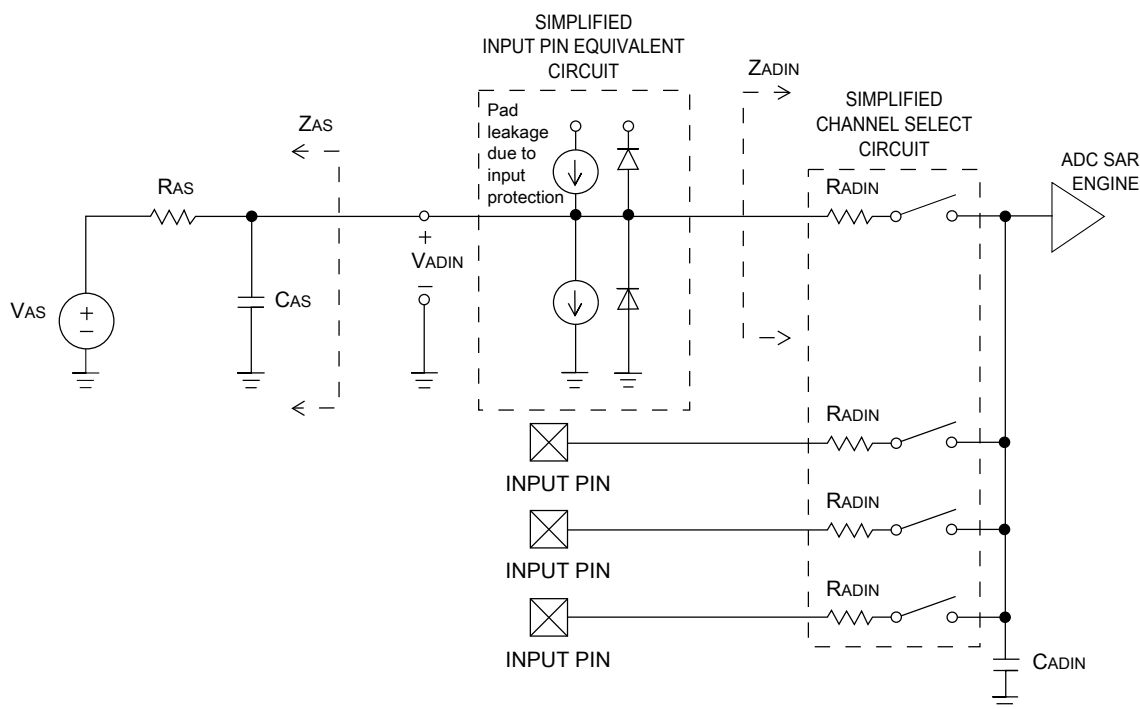 SIMPLIFIED
INPUT PIN EQUIVALENT
CIRCUIT
Pad
leakage
due to
input
protection
ZAS
RAS
VAS
+
–
CAS
+
VADIN
–
ZADIN
SIMPLIFIED
CHANNEL SELECT
CIRCUIT
RADIN
ADC SAR
ENGINE
RADIN
INPUT PIN
RADIN
INPUT PIN
RADIN
INPUT PIN
CADIN